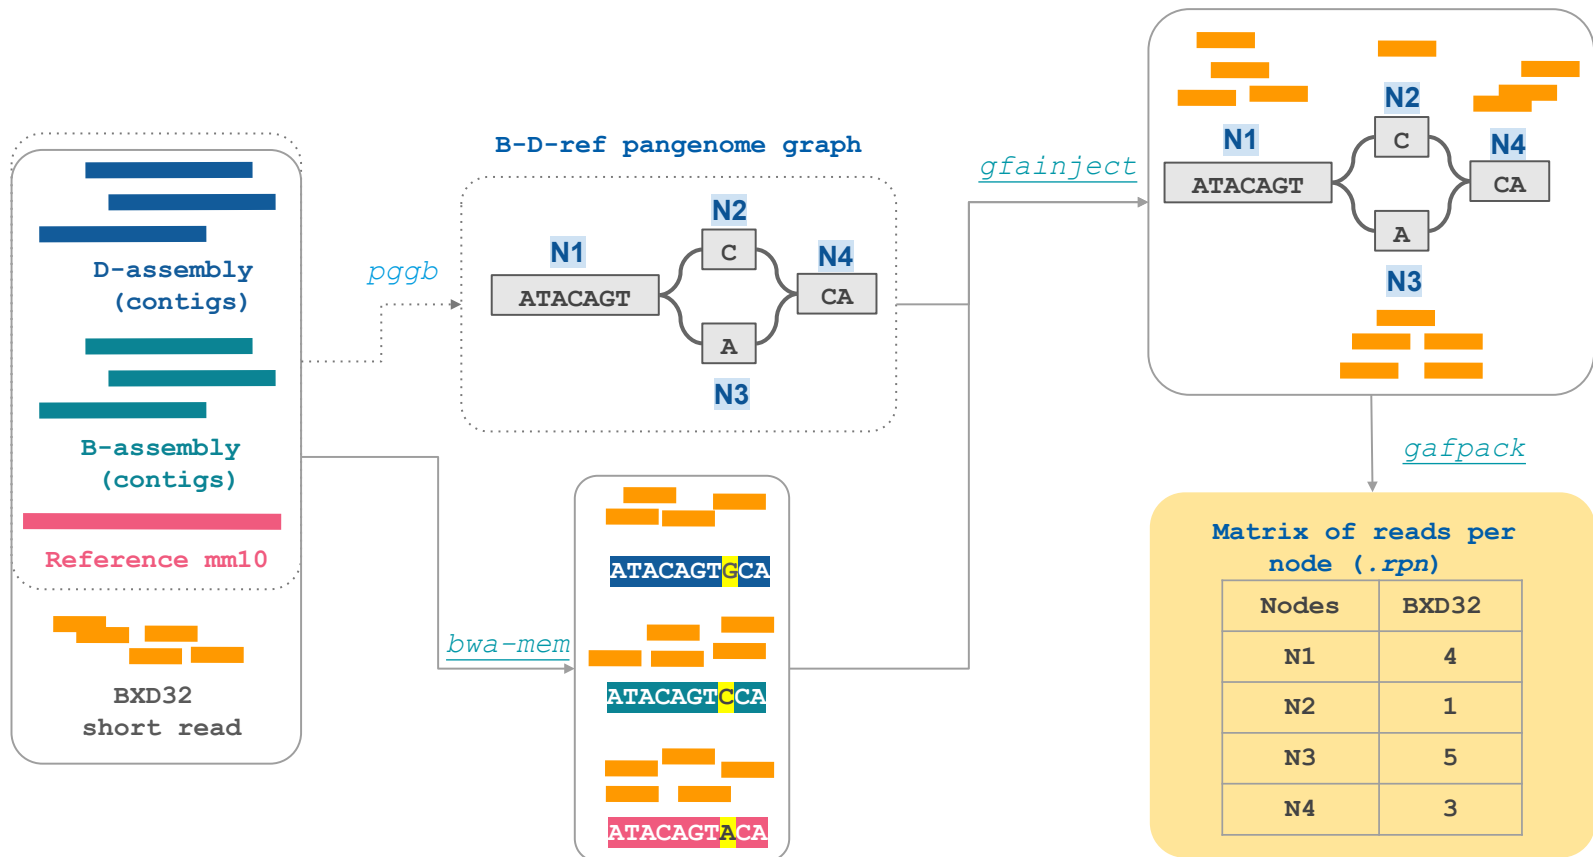 D-assembly
(contigs)
B-assembly
(contigs)
Reference mm10
BXD32
short read
pggb
bwa-mem
B-D-ref pangenome graph
N1
ATACAGT
N2
C
A
N3
N4
CA
ATACAGTGCA
ATACAGTCCA
ATACAGTACA
gfainject
N1
ATACAGT
N2
C
A
N3
N4
CA
gafpack
Matrix of reads per
node (.rpn)
Nodes BXD32
N1 4
N2 1
N3 5
N4 3